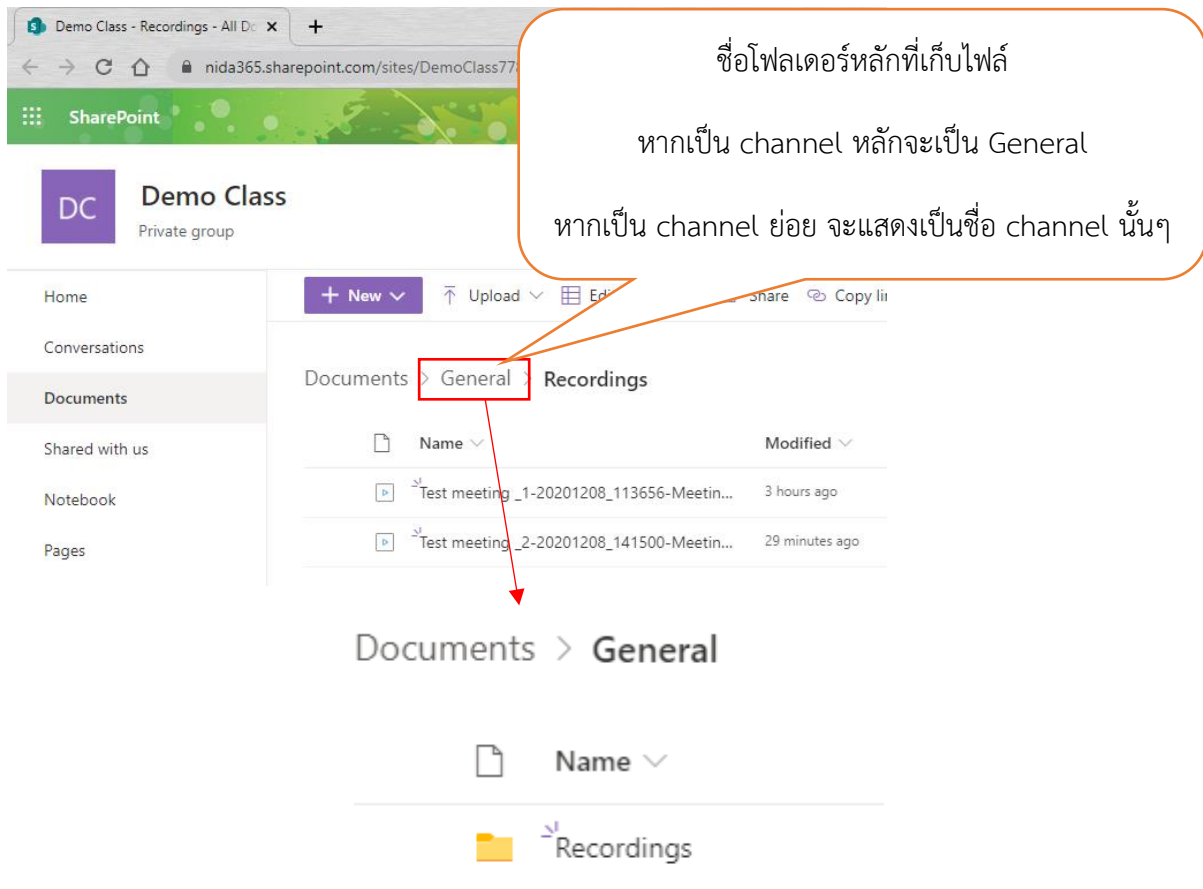 Demo Class - Recordings - All Do
nida365.sharepoint.com/sites/DemoClass77
ชื่อโฟลเดอร์หลักที่เก็บไฟล์
หากเป็น channel หลักจะเป็น General
หากเป็น channel ย่อย จะแสดงเป็นชื่อ channel นั้นๆ
SharePoint
DC
Demo Class
Private group
Home
Conversations
Documents
Shared with us
Notebook
Pages
+ New Upload Share Copy
Documents > General > Recordings
Name Modified
Test meeting _1-20201208_113656-Meetin... 3 hours ago
Test meeting _2-20201208_141500-Meetin... 29 minutes ago
Documents > General
Name
Recordings